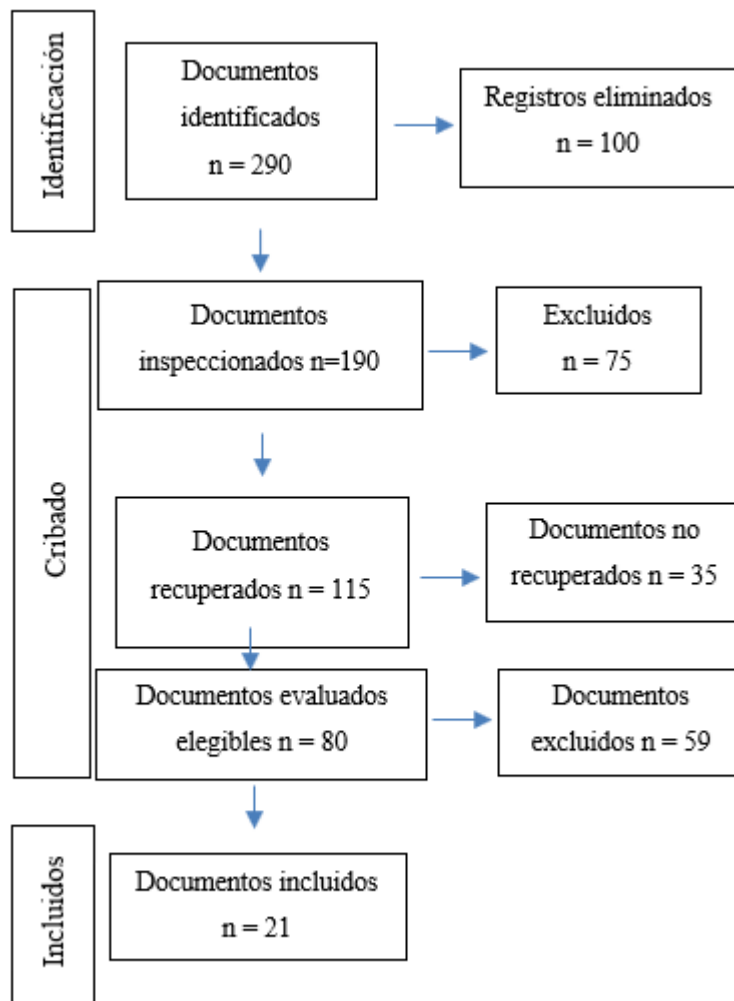 Identificación
Documentos
identificados
n = 290
Registros eliminados
n = 100
Cribado
Documentos
inspeccionados n=190
Excluidos
n = 75
Documentos
recuperados n = 115
Documentos no
recuperados n = 35
Documentos evaluados
elegibles n = 80
Documentos
excluidos n = 59
Incluidos
Documentos incluidos
n = 21